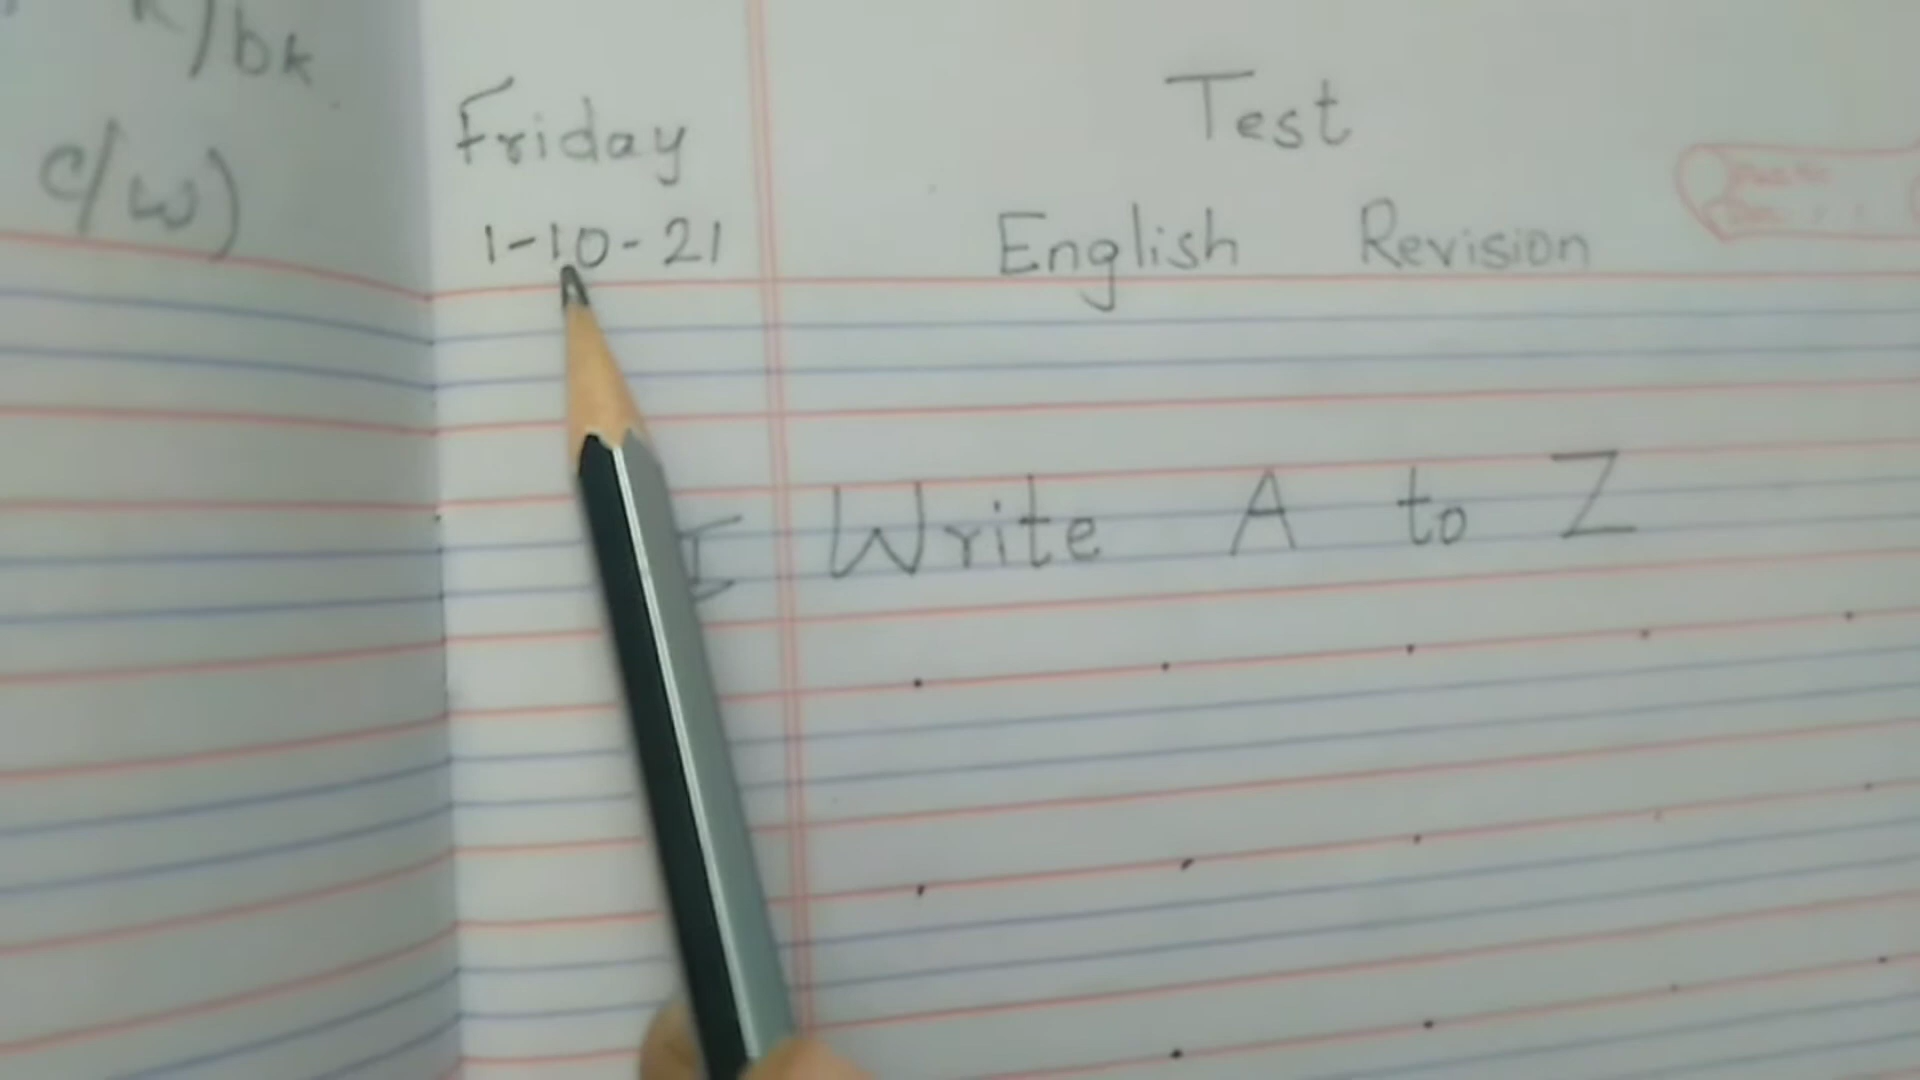 /bk
c/w)
Friday
1-10-21
Test
English Revision
I Write A to Z